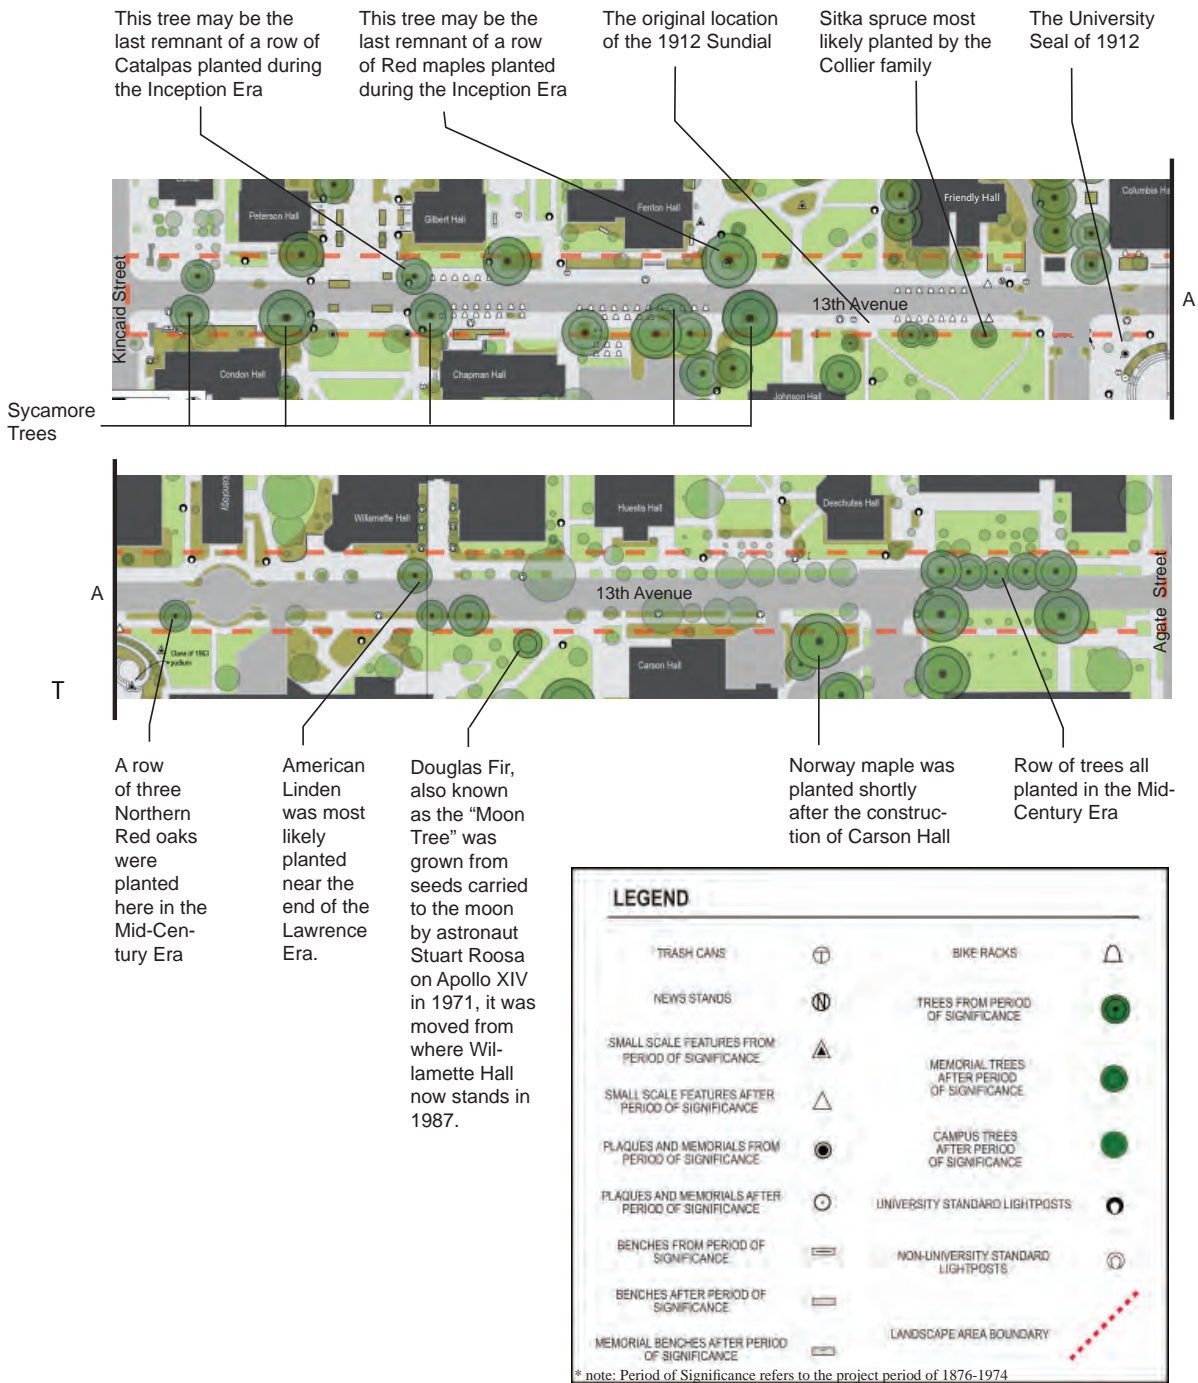 This tree may be the
last remnant of a row of
Catalpas planted during
the Inception Era
This tree may be the
last remnant of a row
of Red maples planted
during the Inception Era
The original location
of the 1912 Sundial
Sitka spruce most
likely planted by the
Collier family
The University
Seal of 1912
Peterson Hall
Gilbert Hall
Fenton Hall
Friendly Hall
Kincaid Street
13th Avenue
A
Condon Hall
Chapman Hall
Johnson Hall
Sycamore
Trees
Willamette Hall
Huestis Hall
Deschutes Hall
A
13th Avenue
Agate Street
Class of 1963
podium
Carson Hall
T
A row
of three
Northern
Red oaks
were
planted
here in the
Mid-Cen-
tury Era
American
Linden
was most
likely
planted
near the
end of the
Lawrence
Era.
Douglas Fir,
also known
as the “Moon
Tree” was
grown from
seeds carried
to the moon
by astronaut
Stuart Roosa
on Apollo XIV
in 1971, it was
moved from
where Wil-
lamette Hall
now stands in
1987.
Norway maple was
planted shortly
after the construc-
tion of Carson Hall
Row of trees all
planted in the Mid-
Century Era
LEGEND
TRASH CANS
NEWS STANDS
N
SMALL SCALE FEATURES FROM
PERIOD OF SIGNIFICANCE
SMALL SCALE FEATURES AFTER
PERIOD OF SIGNIFICANCE
PLAQUES AND MEMORIALS FROM
PERIOD OF SIGNIFICANCE
PLAQUES AND MEMORIALS AFTER
PERIOD OF SIGNIFICANCE
BENCHES FROM PERIOD OF
SIGNIFICANCE
BENCHES AFTER PERIOD OF
SIGNIFICANCE
MEMORIAL BENCHES AFTER PERIOD
OF SIGNIFICANCE
BIKE RACKS
TREES FROM PERIOD
OF SIGNIFICANCE
MEMORIAL TREES
AFTER PERIOD
OF SIGNIFICANCE
CAMPUS TREES
AFTER PERIOD
OF SIGNIFICANCE
UNIVERSITY STANDARD LIGHTPOSTS
NON-UNIVERSITY STANDARD
LIGHTPOSTS
LANDSCAPE AREA BOUNDARY
* note: Period of Significance refers to the project period of 1876-1974